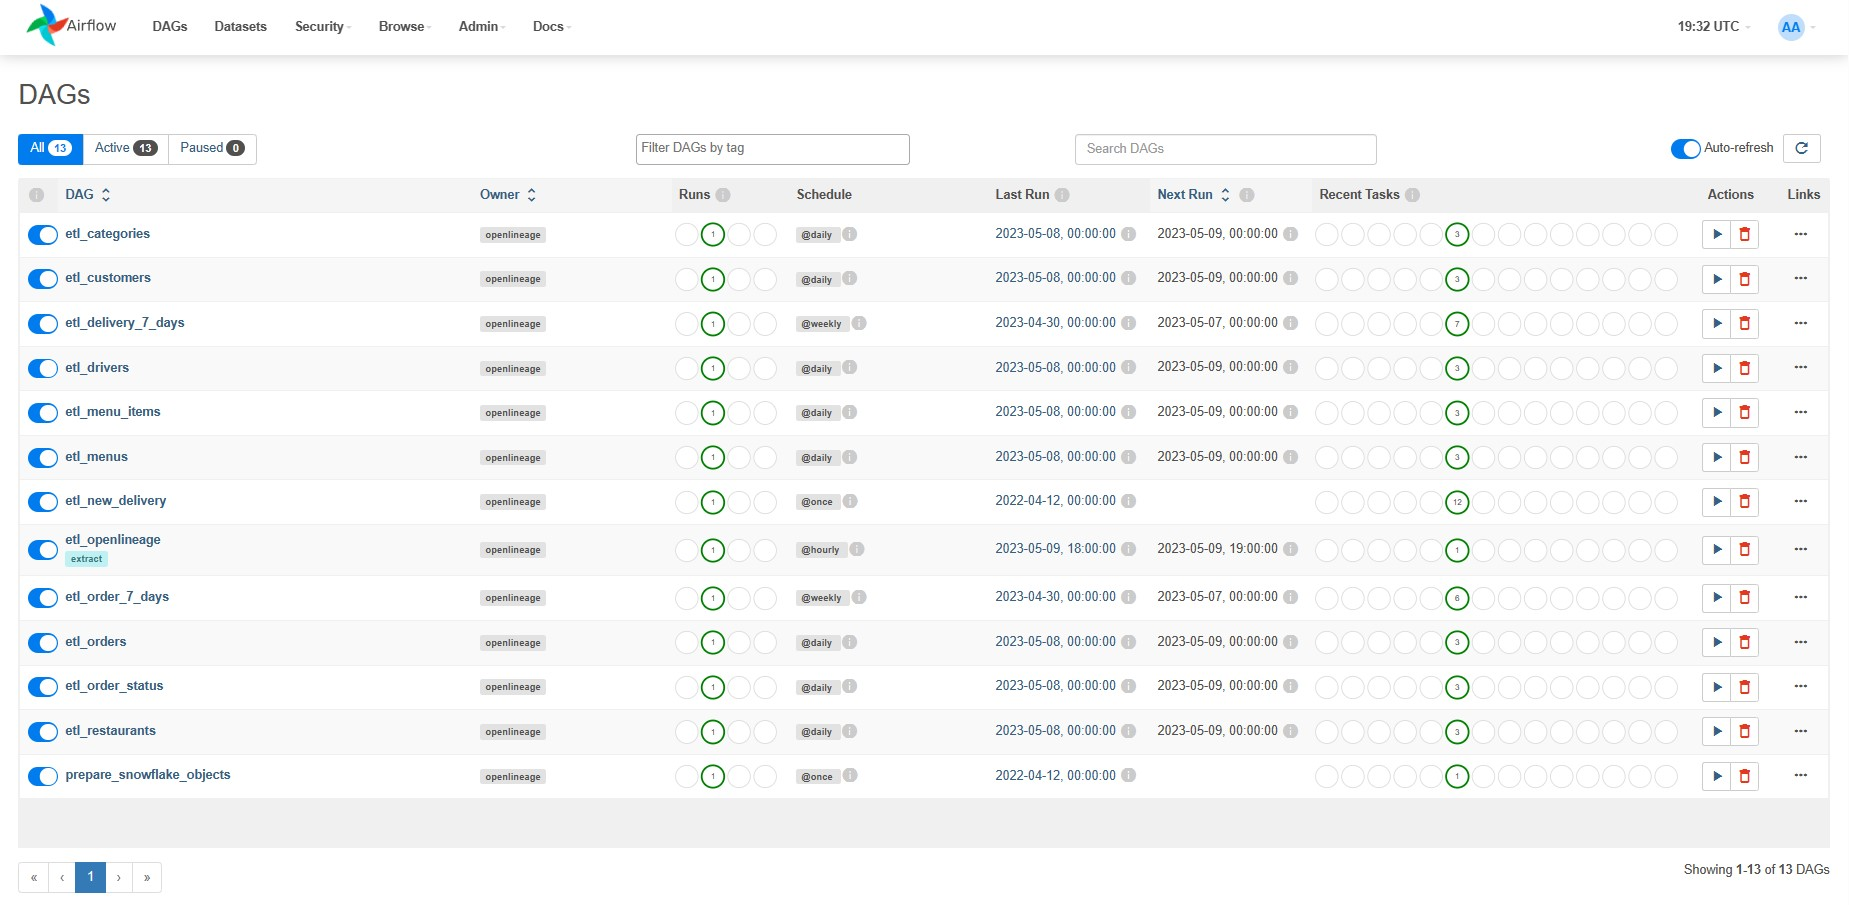 Airflow DAGs Datasets Security Browse Admin Docs 19:32 UTC AA
DAGs
All 13 Active 13 Paused 0 Filter DAGs by tag Search DAGs Auto-refresh
i DAG Owner Runs i Schedule Last Run i Next Run i Recent Tasks i Actions Links
etl_categories openlineage 1 @daily i 2023-05-08, 00:00:00 i 2023-05-09, 00:00:00 i 3 ···
etl_customers openlineage 1 @daily i 2023-05-08, 00:00:00 i 2023-05-09, 00:00:00 i 3 ···
etl_delivery_7_days openlineage 1 @weekly i 2023-04-30, 00:00:00 i 2023-05-07, 00:00:00 i 7 ···
etl_drivers openlineage 1 @daily i 2023-05-08, 00:00:00 i 2023-05-09, 00:00:00 i 3 ···
etl_menu_items openlineage 1 @daily i 2023-05-08, 00:00:00 i 2023-05-09, 00:00:00 i 3 ···
etl_menus openlineage 1 @daily i 2023-05-08, 00:00:00 i 2023-05-09, 00:00:00 i 3 ···
etl_new_delivery openlineage 1 @once i 2022-04-12, 00:00:00 i 12 ···
etl_openlineage openlineage 1 @hourly i 2023-05-09, 18:00:00 i 2023-05-09, 19:00:00 i 1 ···
extract
etl_order_7_days openlineage 1 @weekly i 2023-04-30, 00:00:00 i 2023-05-07, 00:00:00 i 6 ···
etl_orders openlineage 1 @daily i 2023-05-08, 00:00:00 i 2023-05-09, 00:00:00 i 3 ···
etl_order_status openlineage 1 @daily i 2023-05-08, 00:00:00 i 2023-05-09, 00:00:00 i 3 ···
etl_restaurants openlineage 1 @daily i 2023-05-08, 00:00:00 i 2023-05-09, 00:00:00 i 3 ···
prepare_snowflake_objects openlineage 1 @once i 2022-04-12, 00:00:00 i 1 ···
« ‹ 1 › » Showing 1-13 of 13 DAGs